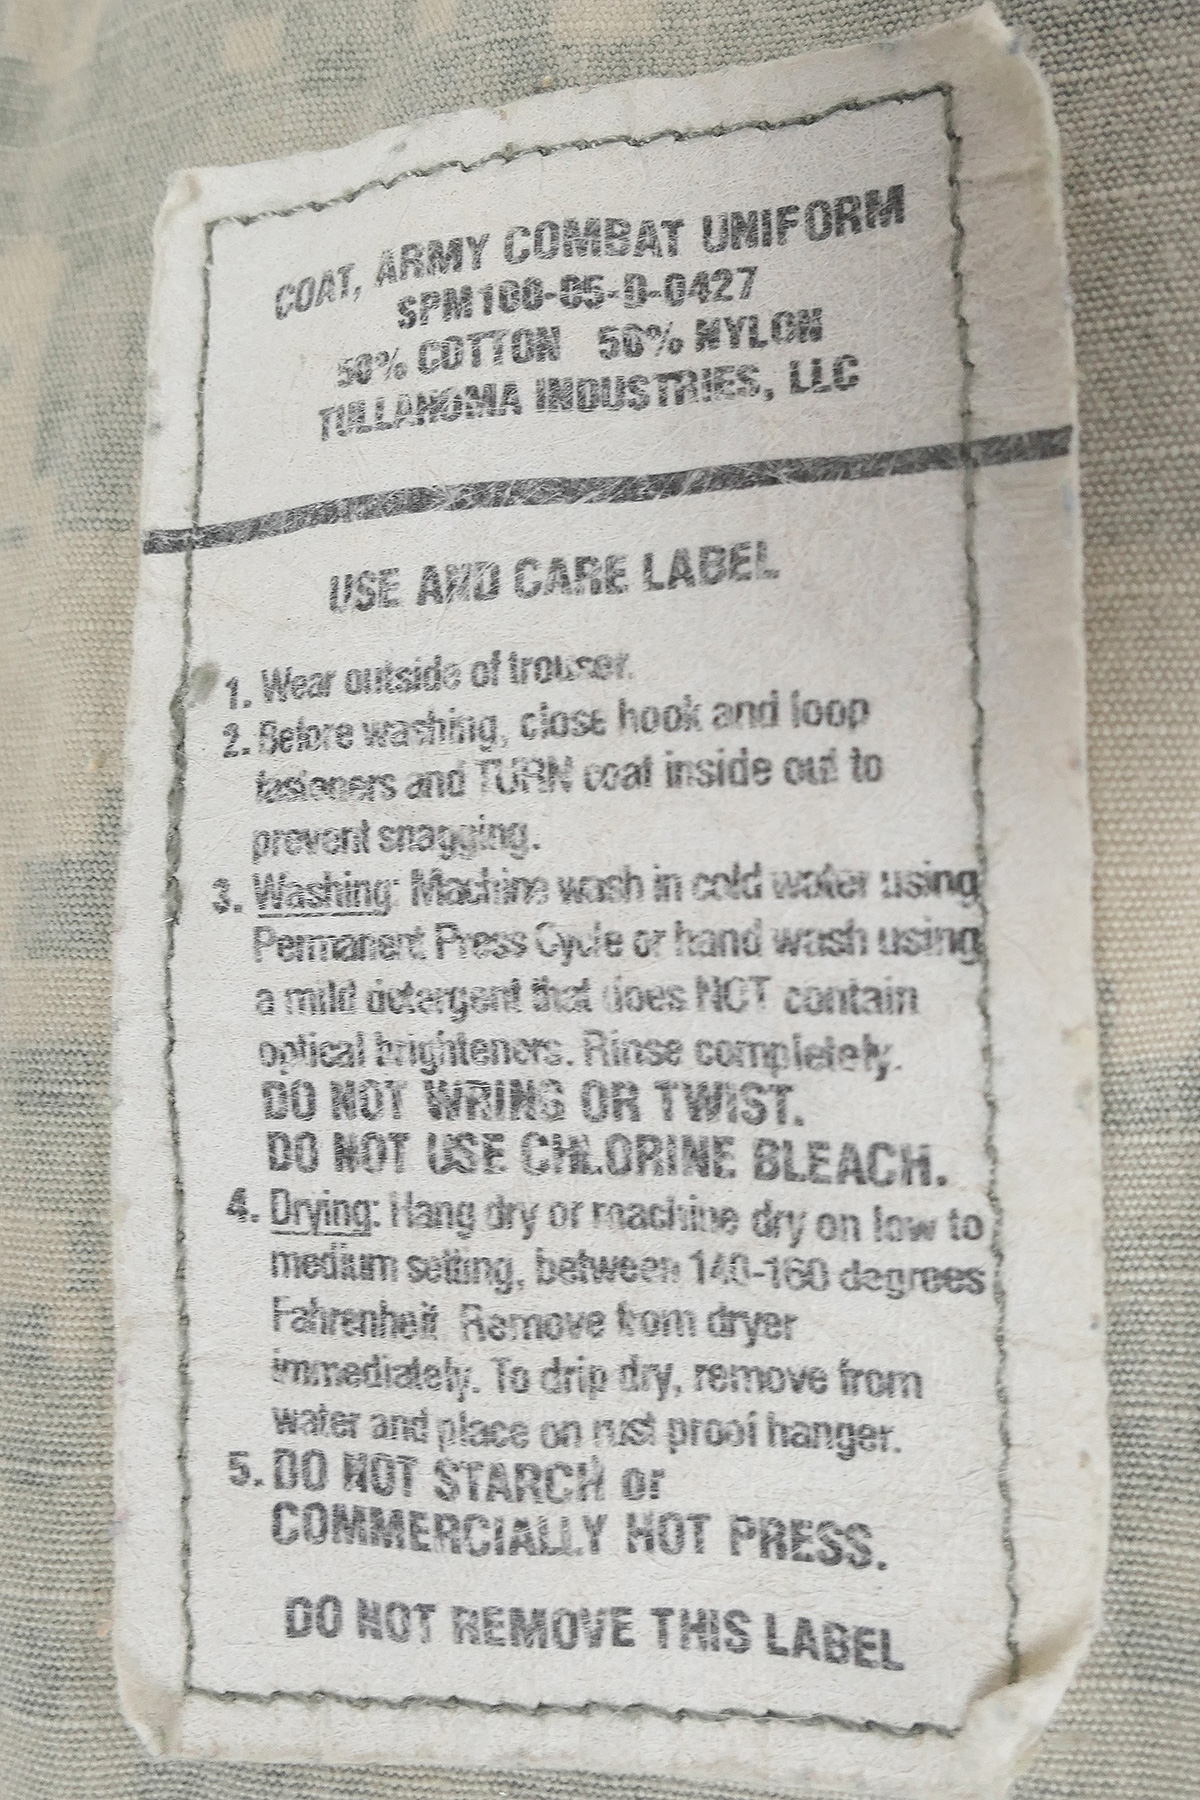 COAT, ARMY COMBAT UNIFORM
SPM100-05-D-0427
50% COTTON 50% NYLON
TULLAHOMA INDUSTRIES, LLC
USE AND CARE LABEL
1. Wear outside of trouser.
2. Before washing, close hook and loop
fasteners and TURN coat inside out to
prevent snagging.
3. Washing: Machine wash in cold water using
Permanent Press Cycle or hand wash using
a mild detergent that does NOT contain
optical brighteners. Rinse completely.
DO NOT WRING OR TWIST.
DO NOT USE CHLORINE BLEACH.
4. Drying: Hang dry or machine dry on low to
medium setting, between 140-160 degrees
Fahrenheit. Remove from dryer
immediately. To drip dry, remove from
water and place on rust proof hanger.
5. DO NOT STARCH or
COMMERCIALLY HOT PRESS.
DO NOT REMOVE THIS LABEL